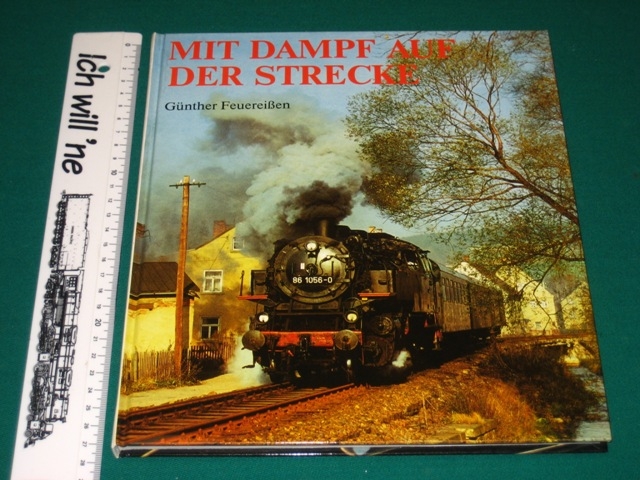 Ich will 'ne
MIT DAMPF AUF
DER STRECKE
Günther Feuereißen
86 1056-0